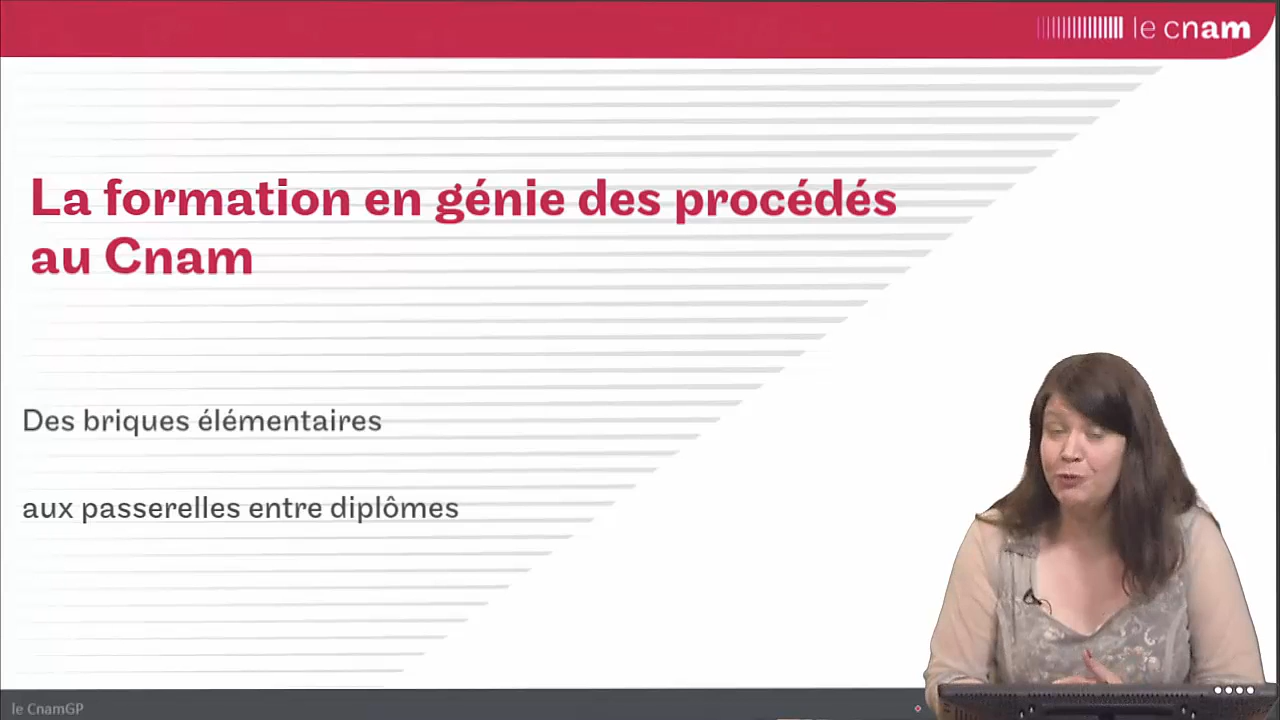 le cnam
La formation en génie des procédés
au Cnam
Des briques élémentaires
aux passerelles entre diplômes
le CnamGP